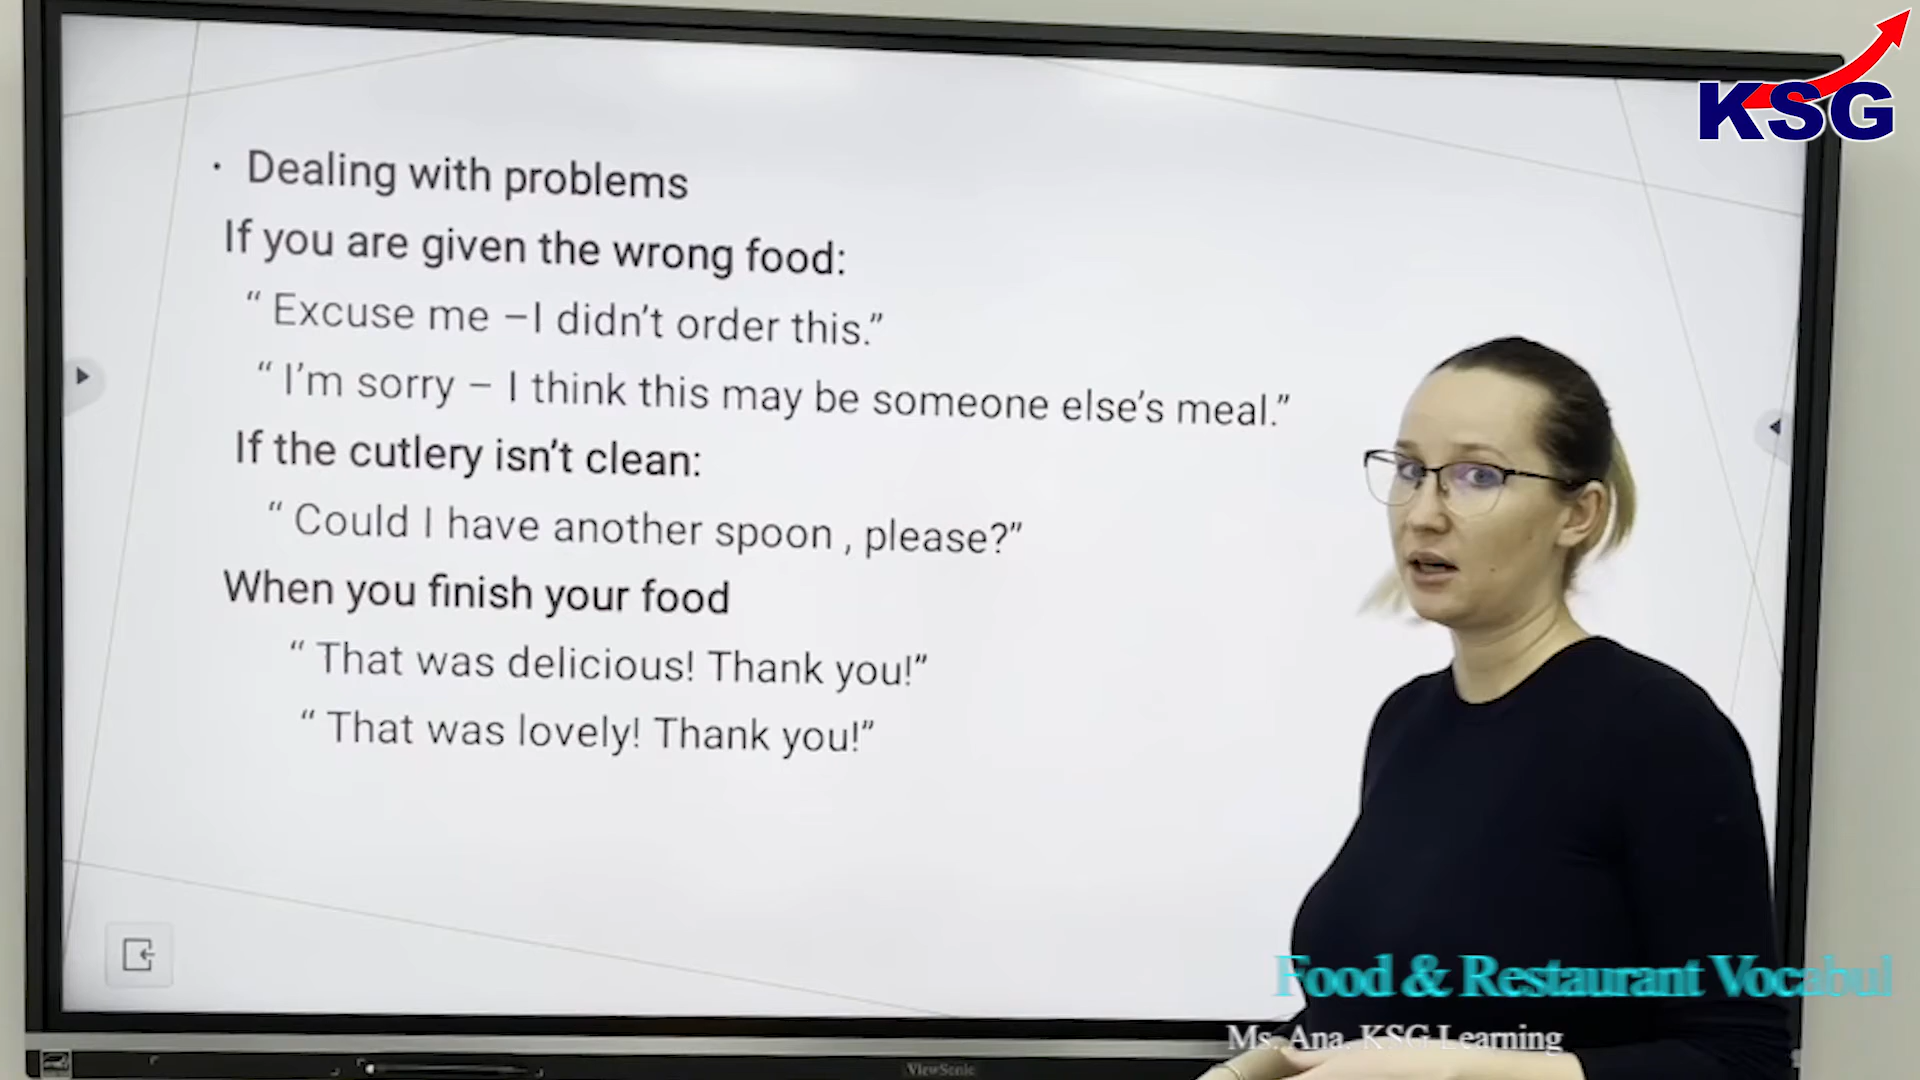 KSG
• Dealing with problems
If you are given the wrong food:
“ Excuse me –I didn’t order this.”
“ I’m sorry – I think this may be someone else’s meal.”
If the cutlery isn’t clean:
“ Could I have another spoon , please?”
When you finish your food
“ That was delicious! Thank you!”
“ That was lovely! Thank you!”
Food & Restaurant Vocabul
Ms. Ana. KSG Learning
ViewSonic